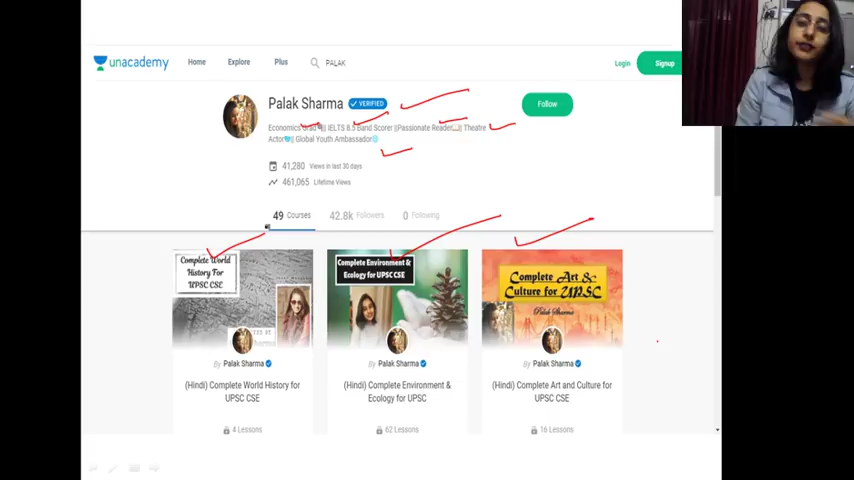 unacademy Home Explore Plus PALAK Login Signup
Palak Sharma VERIFIED Follow
Economics Grad || IELTS 8.5 Band Scorer ||Passionate Reader || Theatre
Actor || Global Youth Ambassador
41,280 Views in last 30 days
461,065 Lifetime Views
49 Courses 42.8k Followers 0 Following
Complete World
History For
UPSC CSE
Complete Environment &
Ecology for UPSC CSE
Complete Art &
Culture for UPSC
Palak Sharma
By Palak Sharma
(Hindi) Complete World History for
UPSC CSE
4 Lessons
By Palak Sharma
(Hindi) Complete Environment &
Ecology for UPSC
62 Lessons
By Palak Sharma
(Hindi) Complete Art and Culture for
UPSC CSE
16 Lessons